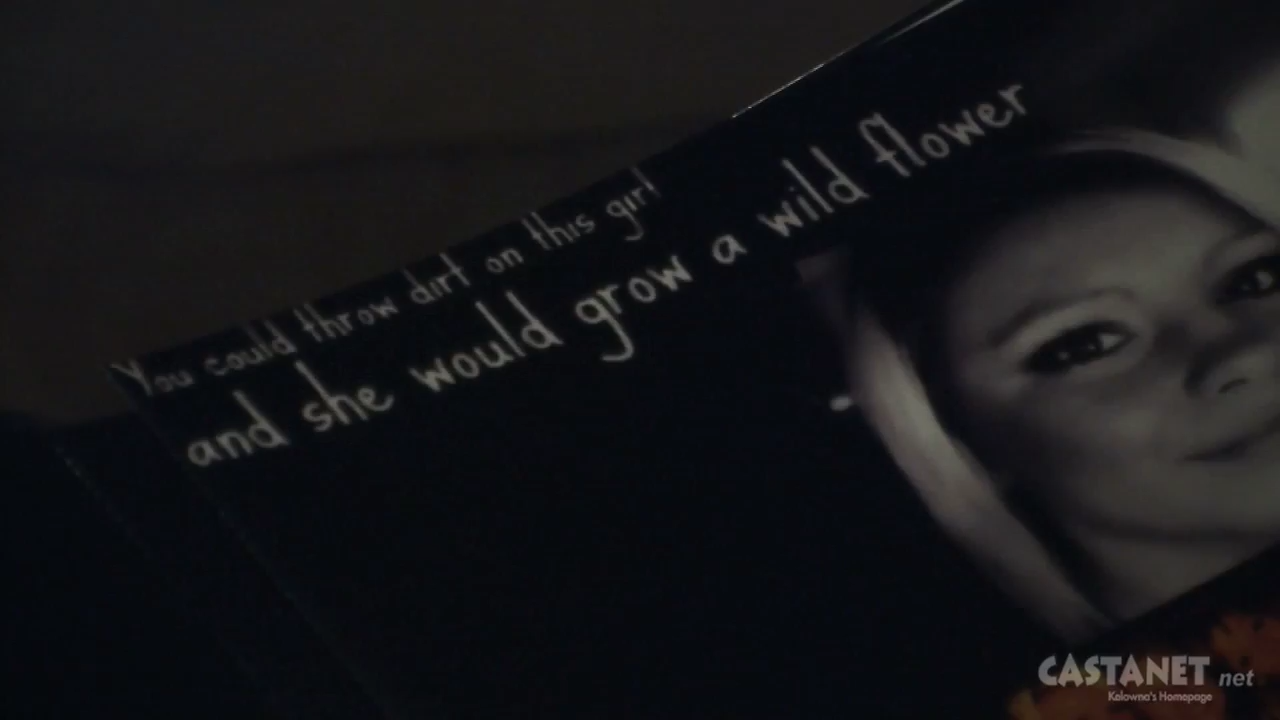 You could throw dirt on this girl
and she would grow a wild flower
CASTANET net
Kelowna's Homepage